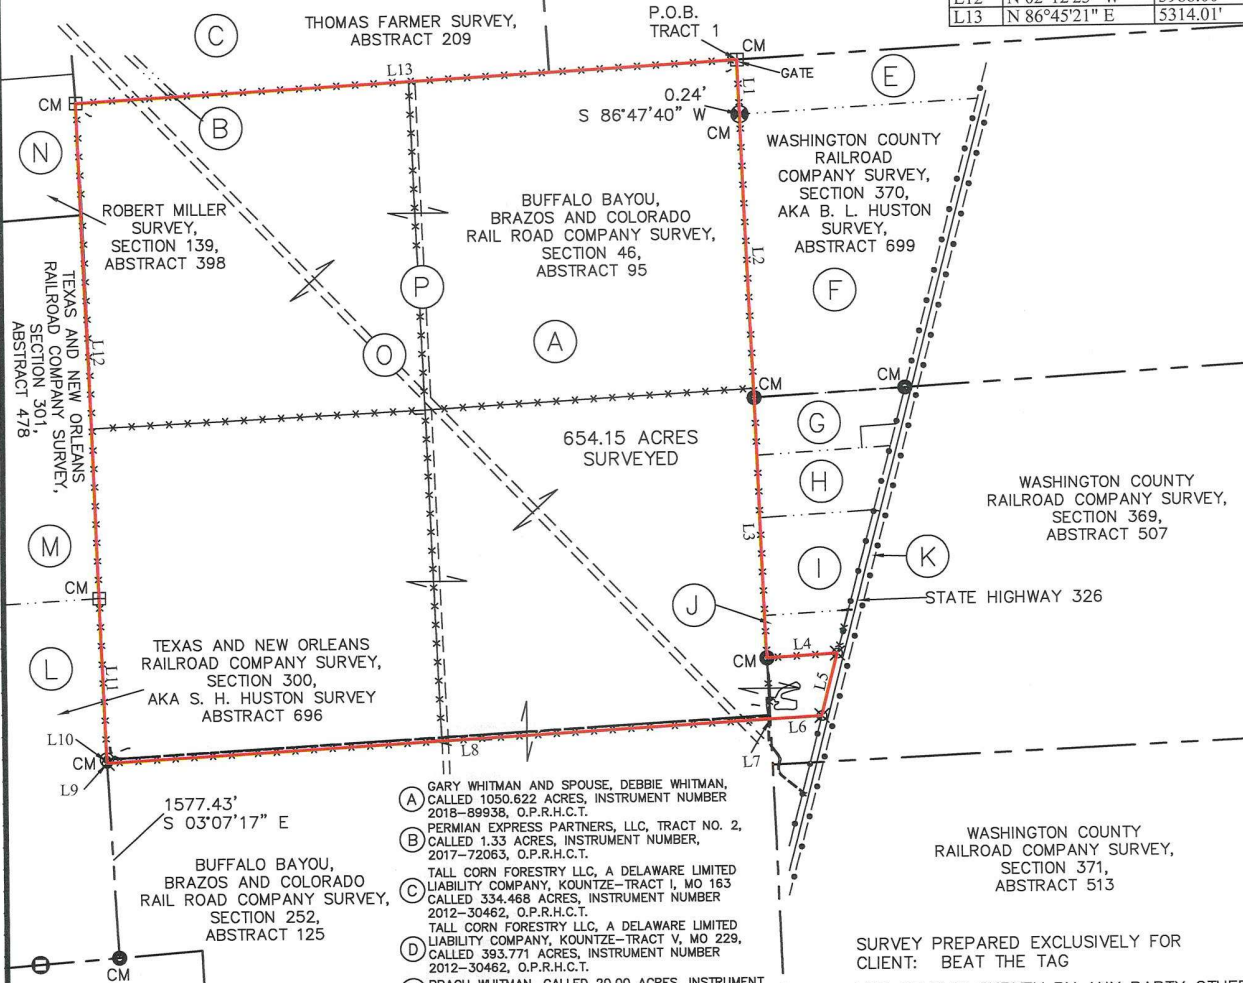 THOMAS FARMER SURVEY,
ABSTRACT 209
P.O.B.
TRACT 1
L13 N 86°45'21" E 5314.01'
C
L13
CM
GATE
E
CM
L1
0.24'
S 86°47'40" W
CM
B
N
WASHINGTON COUNTY
RAILROAD
COMPANY SURVEY,
SECTION 370,
AKA B. L. HUSTON
SURVEY,
ABSTRACT 699
ROBERT MILLER
SURVEY,
SECTION 139,
ABSTRACT 398
BUFFALO BAYOU,
BRAZOS AND COLORADO
RAIL ROAD COMPANY SURVEY,
SECTION 46,
ABSTRACT 95
L2
F
P
TEXAS AND NEW ORLEANS
RAILROAD COMPANY SURVEY,
SECTION 301,
ABSTRACT 478
L12
O
A
CM
CM
G
654.15 ACRES
SURVEYED
H
WASHINGTON COUNTY
RAILROAD COMPANY SURVEY,
SECTION 369,
ABSTRACT 507
L3
M
I
K
CM
J
STATE HIGHWAY 326
L
TEXAS AND NEW ORLEANS
RAILROAD COMPANY SURVEY,
SECTION 300,
AKA S. H. HUSTON SURVEY
ABSTRACT 696
L11
L4
CM
L5
L6
L10
CM
L8
L7
L9
1577.43'
S 03°07'17" E
BUFFALO BAYOU,
BRAZOS AND COLORADO
RAIL ROAD COMPANY SURVEY,
SECTION 252,
ABSTRACT 125
CM
A GARY WHITMAN AND SPOUSE, DEBBIE WHITMAN,
CALLED 1050.622 ACRES, INSTRUMENT NUMBER
2018-89938, O.P.R.H.C.T.
B PERMIAN EXPRESS PARTNERS, LLC, TRACT NO. 2,
CALLED 1.33 ACRES, INSTRUMENT NUMBER,
2017-72063, O.P.R.H.C.T.
C TALL CORN FORESTRY LLC, A DELAWARE LIMITED
LIABILITY COMPANY, KOUNTZE-TRACT I, MO 163
CALLED 334.468 ACRES, INSTRUMENT NUMBER
2012-30462, O.P.R.H.C.T.
D TALL CORN FORESTRY LLC, A DELAWARE LIMITED
LIABILITY COMPANY, KOUNTZE-TRACT V, MO 229,
CALLED 393.771 ACRES, INSTRUMENT NUMBER
2012-30462, O.P.R.H.C.T.
WHITMAN, CALLED 20.00 ACRES, INSTRUMENT
WASHINGTON COUNTY
RAILROAD COMPANY SURVEY,
SECTION 371,
ABSTRACT 513
SURVEY PREPARED EXCLUSIVELY FOR
CLIENT: BEAT THE TAG